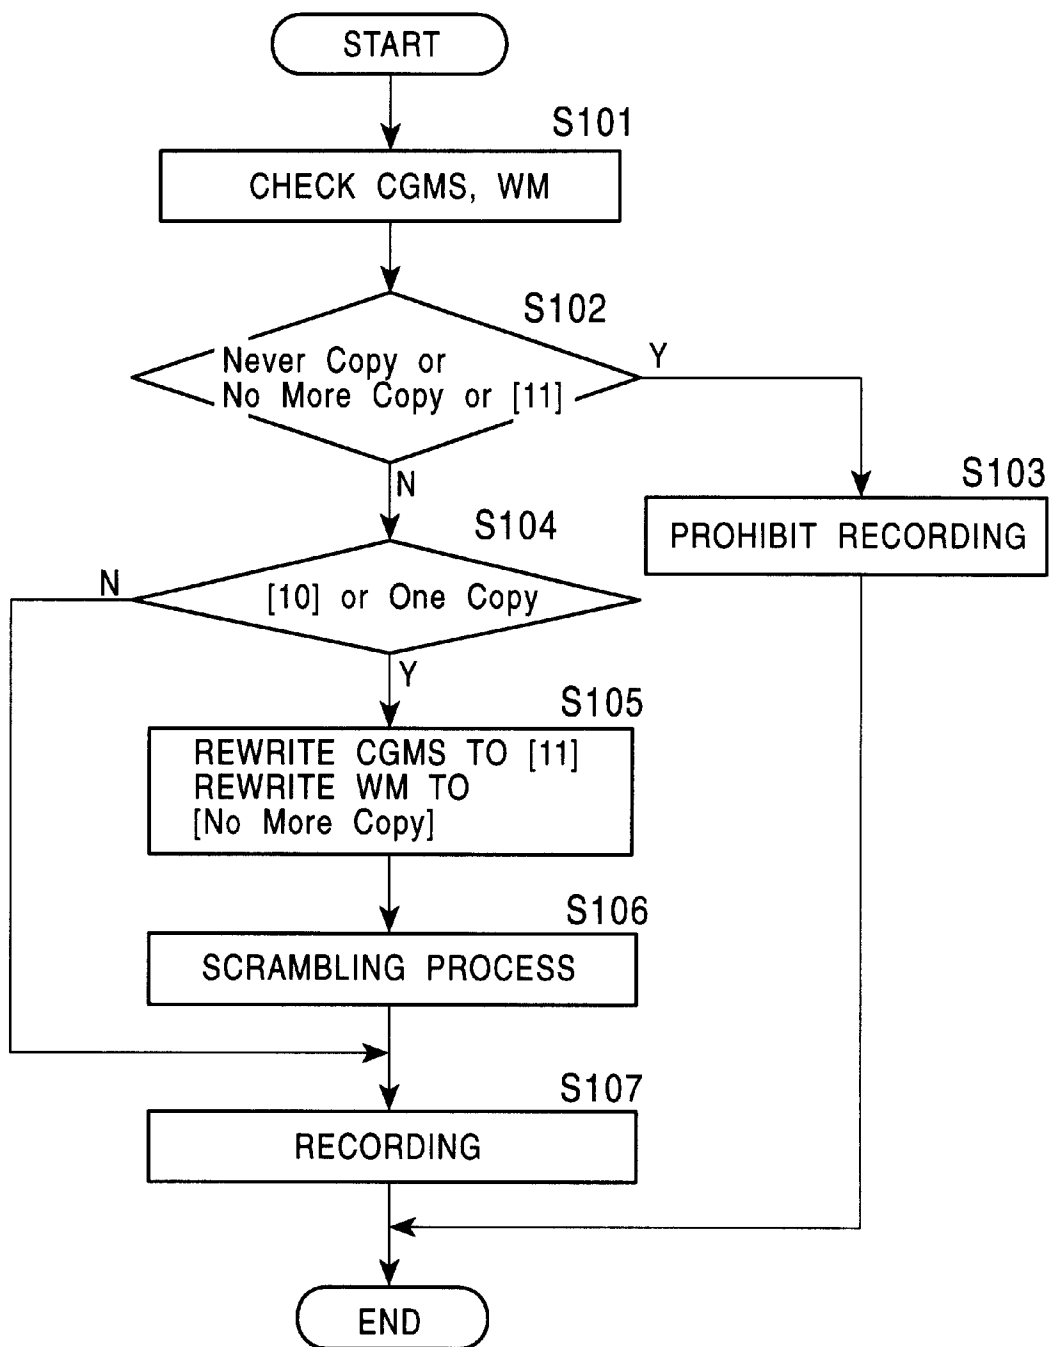 START
S101
CHECK CGMS, WM
S102
Never Copy or
No More Copy or [11]
Y
N
S103
PROHIBIT RECORDING
S104
N
[10] or One Copy
Y
S105
REWRITE CGMS TO [11]
REWRITE WM TO
[No More Copy]
S106
SCRAMBLING PROCESS
S107
RECORDING
END